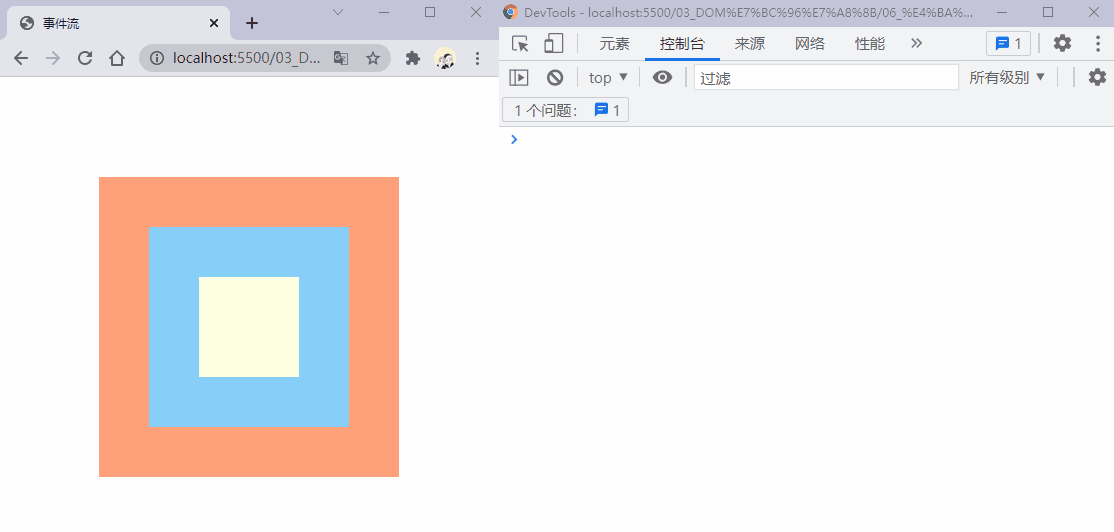 事件流
localhost:5500/03_D...
DevTools - localhost:5500/03_DOM%E7%BC%96%E7%A8%8B/06_%E4%BA%...
元素 控制台 来源 网络 性能 1
top 过滤 所有级别
1 个问题： 1